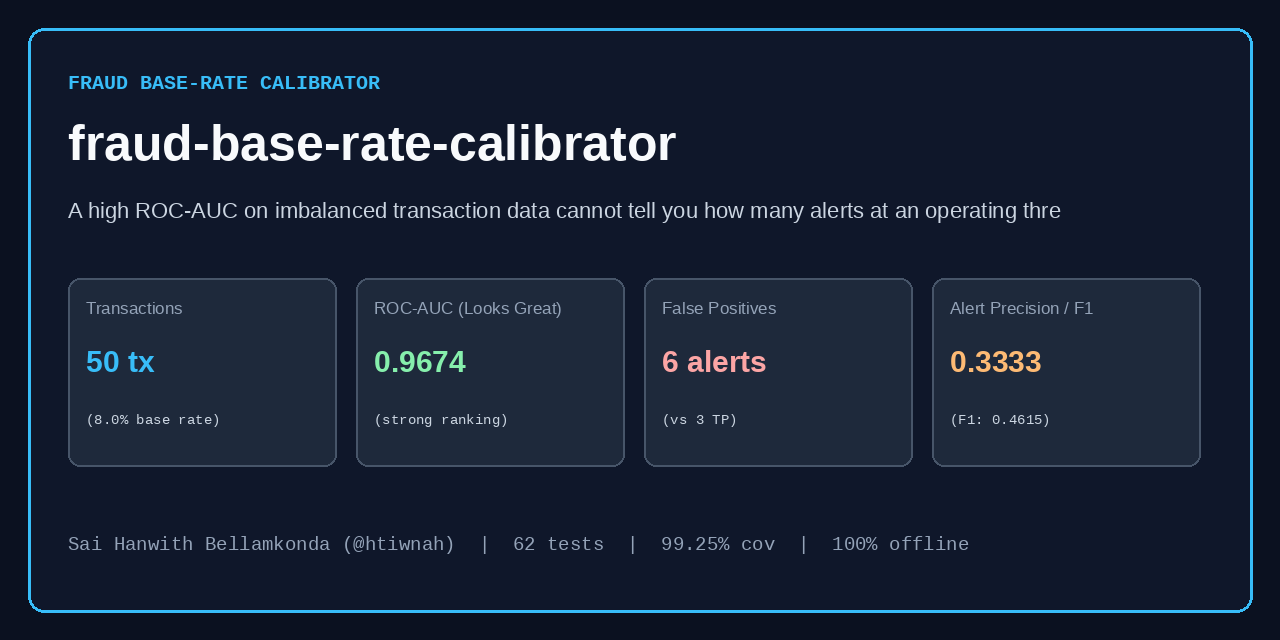 FRAUD BASE-RATE CALIBRATOR
fraud-base-rate-calibrator
A high ROC-AUC on imbalanced transaction data cannot tell you how many alerts at an operating thre
Transactions
50 tx
(8.0% base rate)
ROC-AUC (Looks Great)
0.9674
(strong ranking)
False Positives
6 alerts
(vs 3 TP)
Alert Precision / F1
0.3333
(F1: 0.4615)
Sai Hanwith Bellamkonda (@htiwnah) | 62 tests | 99.25% cov | 100% offline